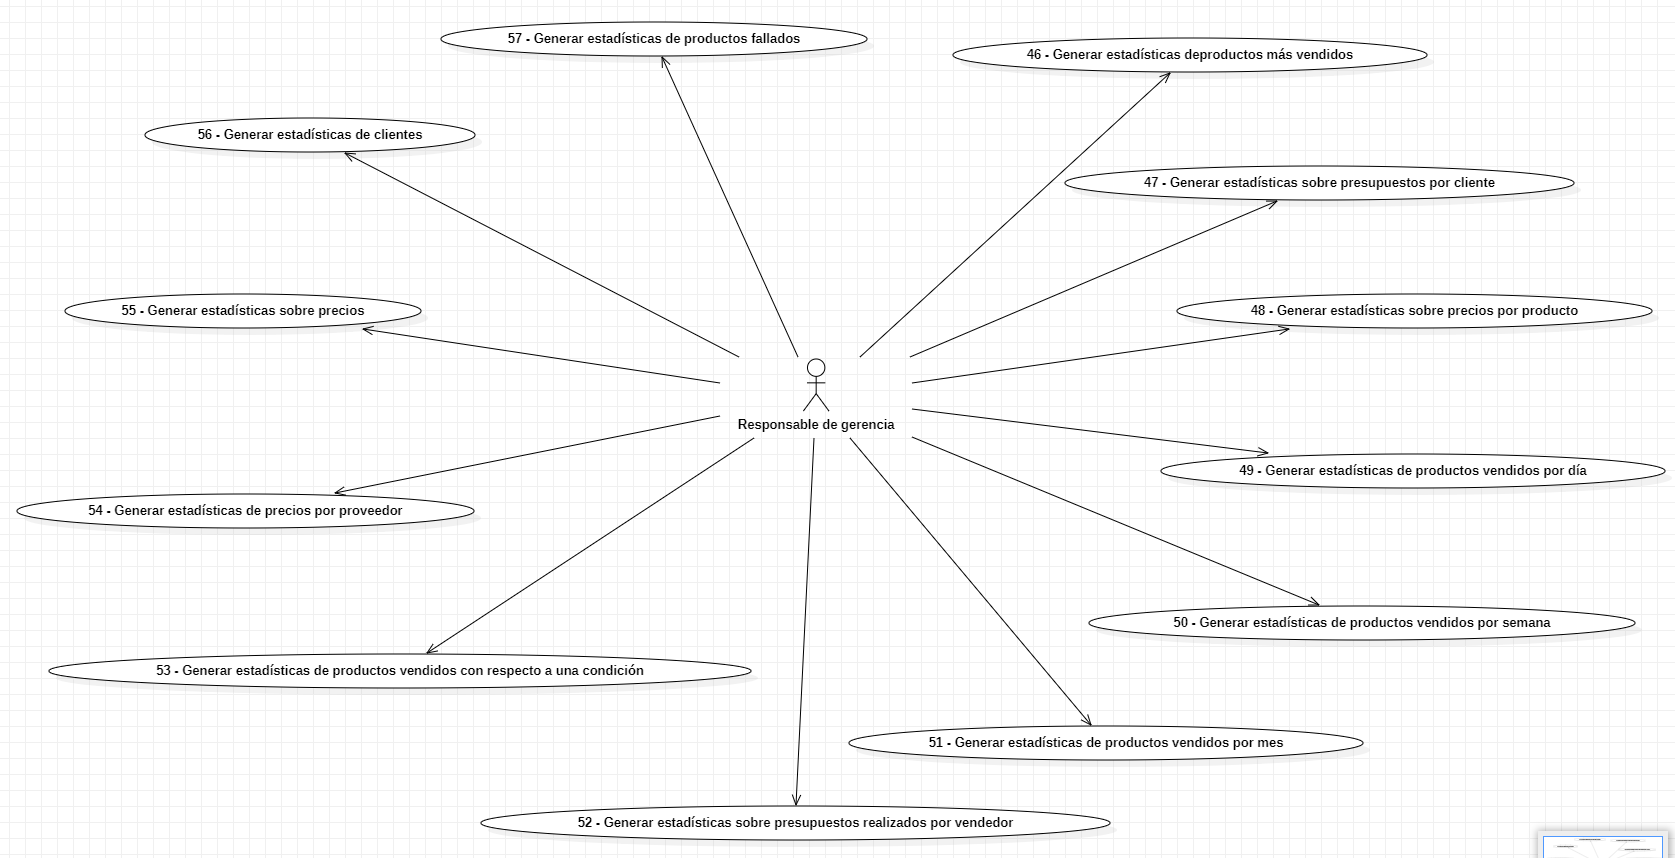 57 - Generar estadísticas de productos fallados
46 - Generar estadísticas deproductos más vendidos
56 - Generar estadísticas de clientes
47 - Generar estadísticas sobre presupuestos por cliente
55 - Generar estadísticas sobre precios
48 - Generar estadísticas sobre precios por producto
Responsable de gerencia
49 - Generar estadísticas de productos vendidos por día
54 - Generar estadísticas de precios por proveedor
50 - Generar estadísticas de productos vendidos por semana
53 - Generar estadísticas de productos vendidos con respecto a una condición
51 - Generar estadísticas de productos vendidos por mes
52 - Generar estadísticas sobre presupuestos realizados por vendedor